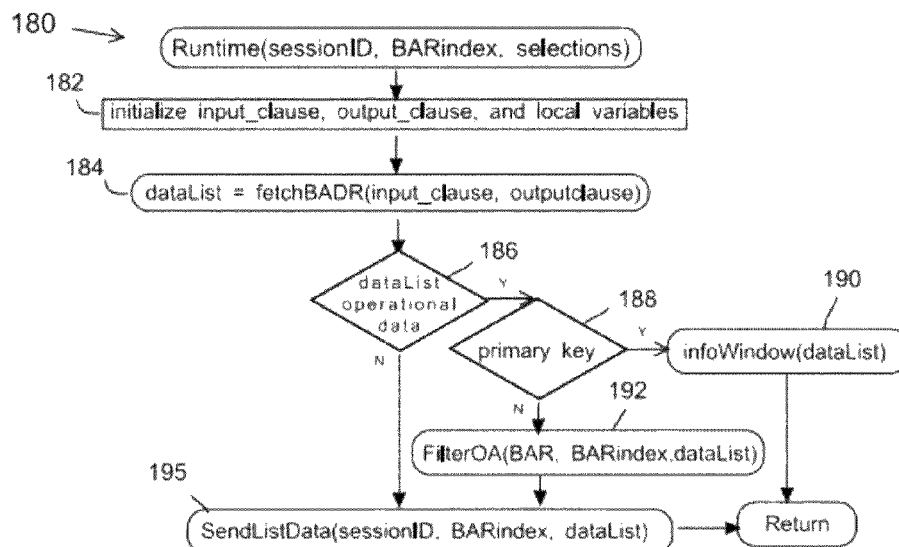 180
Runtime(sessionID, BARindex, selections)
182
initialize input_clause, output_clause, and local variables
184
dataList = fetchBADR(input_clause, outputclause)
186
dataList
operational
data
Y
N
188
primary key
Y
N
190
infoWindow(dataList)
192
FilterOA(BAR, BARindex,dataList)
195
SendListData(sessionID, BARindex, dataList)
Return